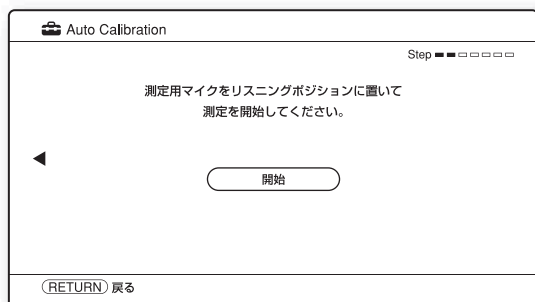 Auto Calibration
Step
測定用マイクをリスニングポジションに置いて
測定を開始してください。
開始
RETURN 戻る